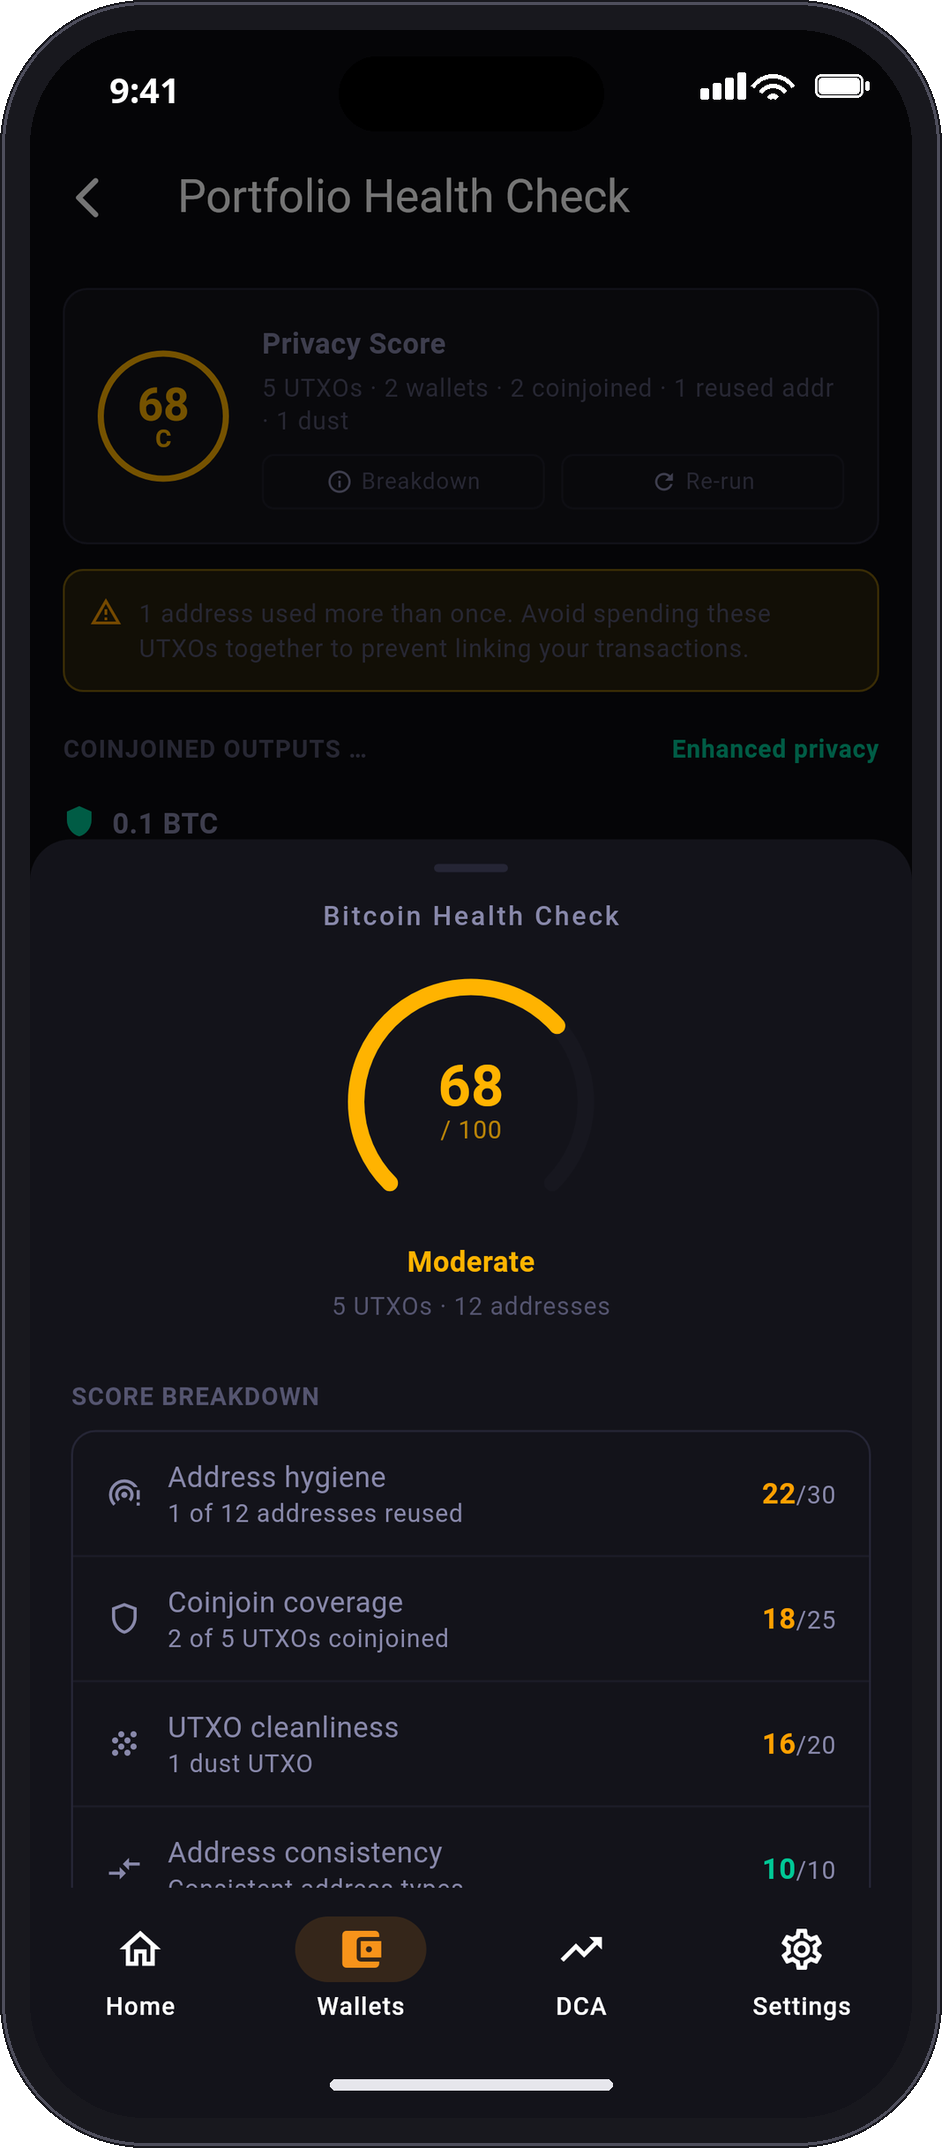 9:41
Portfolio Health Check
68
C
Privacy Score
5 UTXOs · 2 wallets · 2 coinjoined · 1 reused addr
· 1 dust
Breakdown
Re-run
1 address used more than once. Avoid spending these
UTXOs together to prevent linking your transactions.
COINJOINED OUTPUTS …
Enhanced privacy
0.1 BTC
Bitcoin Health Check
68
/ 100
Moderate
5 UTXOs · 12 addresses
SCORE BREAKDOWN
Address hygiene
1 of 12 addresses reused
22/30
Coinjoin coverage
2 of 5 UTXOs coinjoined
18/25
UTXO cleanliness
1 dust UTXO
16/20
Address consistency
Consistent address types
10/10
Home
Wallets
DCA
Settings